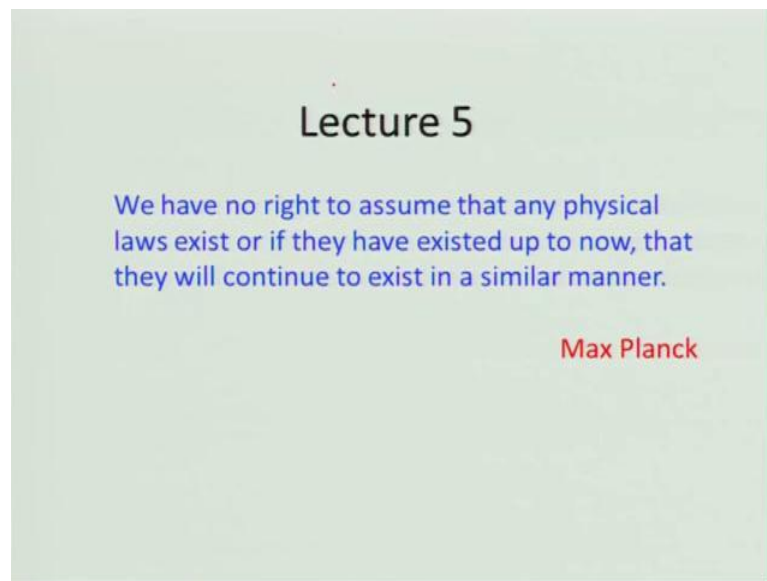 Lecture 5
We have no right to assume that any physical
laws exist or if they have existed up to now, that
they will continue to exist in a similar manner.
Max Planck